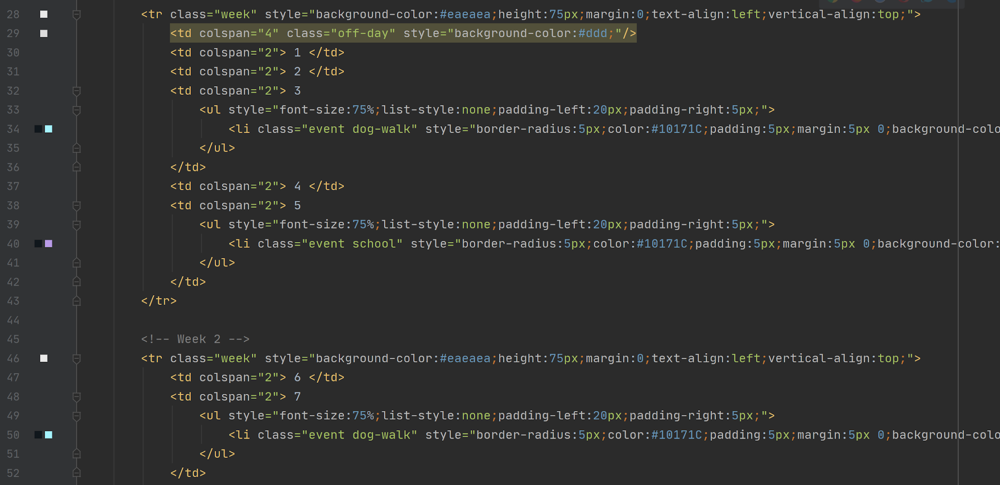 28 <tr class="week" style="background-color:#eaeaea;height:75px;margin:0;text-align:left;vertical-align:top;">
29 <td colspan="4" class="off-day" style="background-color:#ddd;"/>
30 <td colspan="2"> 1 </td>
31 <td colspan="2"> 2 </td>
32 <td colspan="2"> 3
33 <ul style="font-size:75%;list-style:none;padding-left:20px;padding-right:5px;">
34 <li class="event dog-walk" style="border-radius:5px;color:#10171C;padding:5px;margin:5px 0;background-colo
35 </ul>
36 </td>
37 <td colspan="2"> 4 </td>
38 <td colspan="2"> 5
39 <ul style="font-size:75%;list-style:none;padding-left:20px;padding-right:5px;">
40 <li class="event school" style="border-radius:5px;color:#10171C;padding:5px;margin:5px 0;background-color:
41 </ul>
42 </td>
43 </tr>
44
45 <!-- Week 2 -->
46 <tr class="week" style="background-color:#eaeaea;height:75px;margin:0;text-align:left;vertical-align:top;">
47 <td colspan="2"> 6 </td>
48 <td colspan="2"> 7
49 <ul style="font-size:75%;list-style:none;padding-left:20px;padding-right:5px;">
50 <li class="event dog-walk" style="border-radius:5px;color:#10171C;padding:5px;margin:5px 0;background-colo
51 </ul>
52 </td>